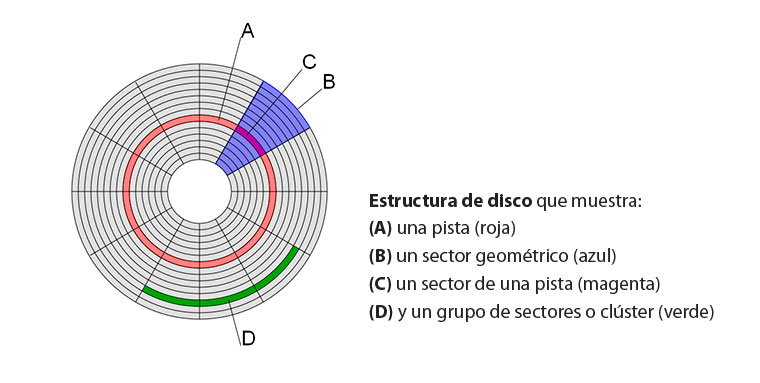 A
C
B
D
Estructura de disco que muestra:
(A) una pista (roja)
(B) un sector geométrico (azul)
(C) un sector de una pista (magenta)
(D) y un grupo de sectores o clúster (verde)